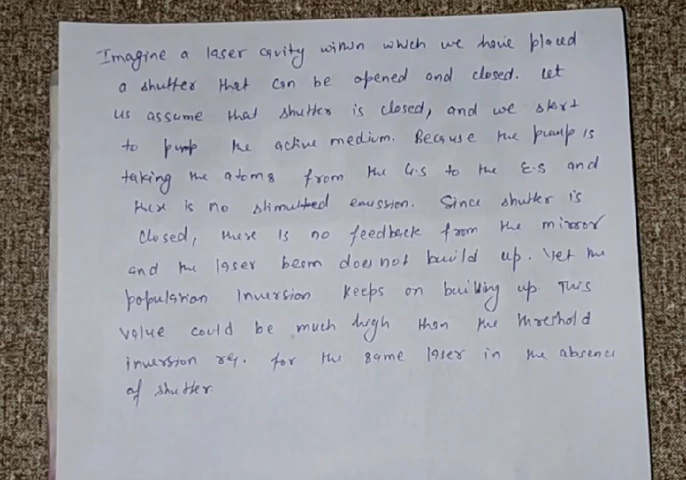 Imagine a laser cavity within which we have placed
a shutter that can be opened and closed. Let
us assume that shutter is closed, and we start
to pump the active medium. Because the pump is
taking the atoms from the G.S to the E.S and
there is no stimulted emission. Since shutter is
closed, there is no feedback from the mirror
and the laser beam does not build up. Yet the
population Inversion keeps on builing up. This
value could be much high than the threshold
inversion rq. for the same laser in the absence
of shutter.